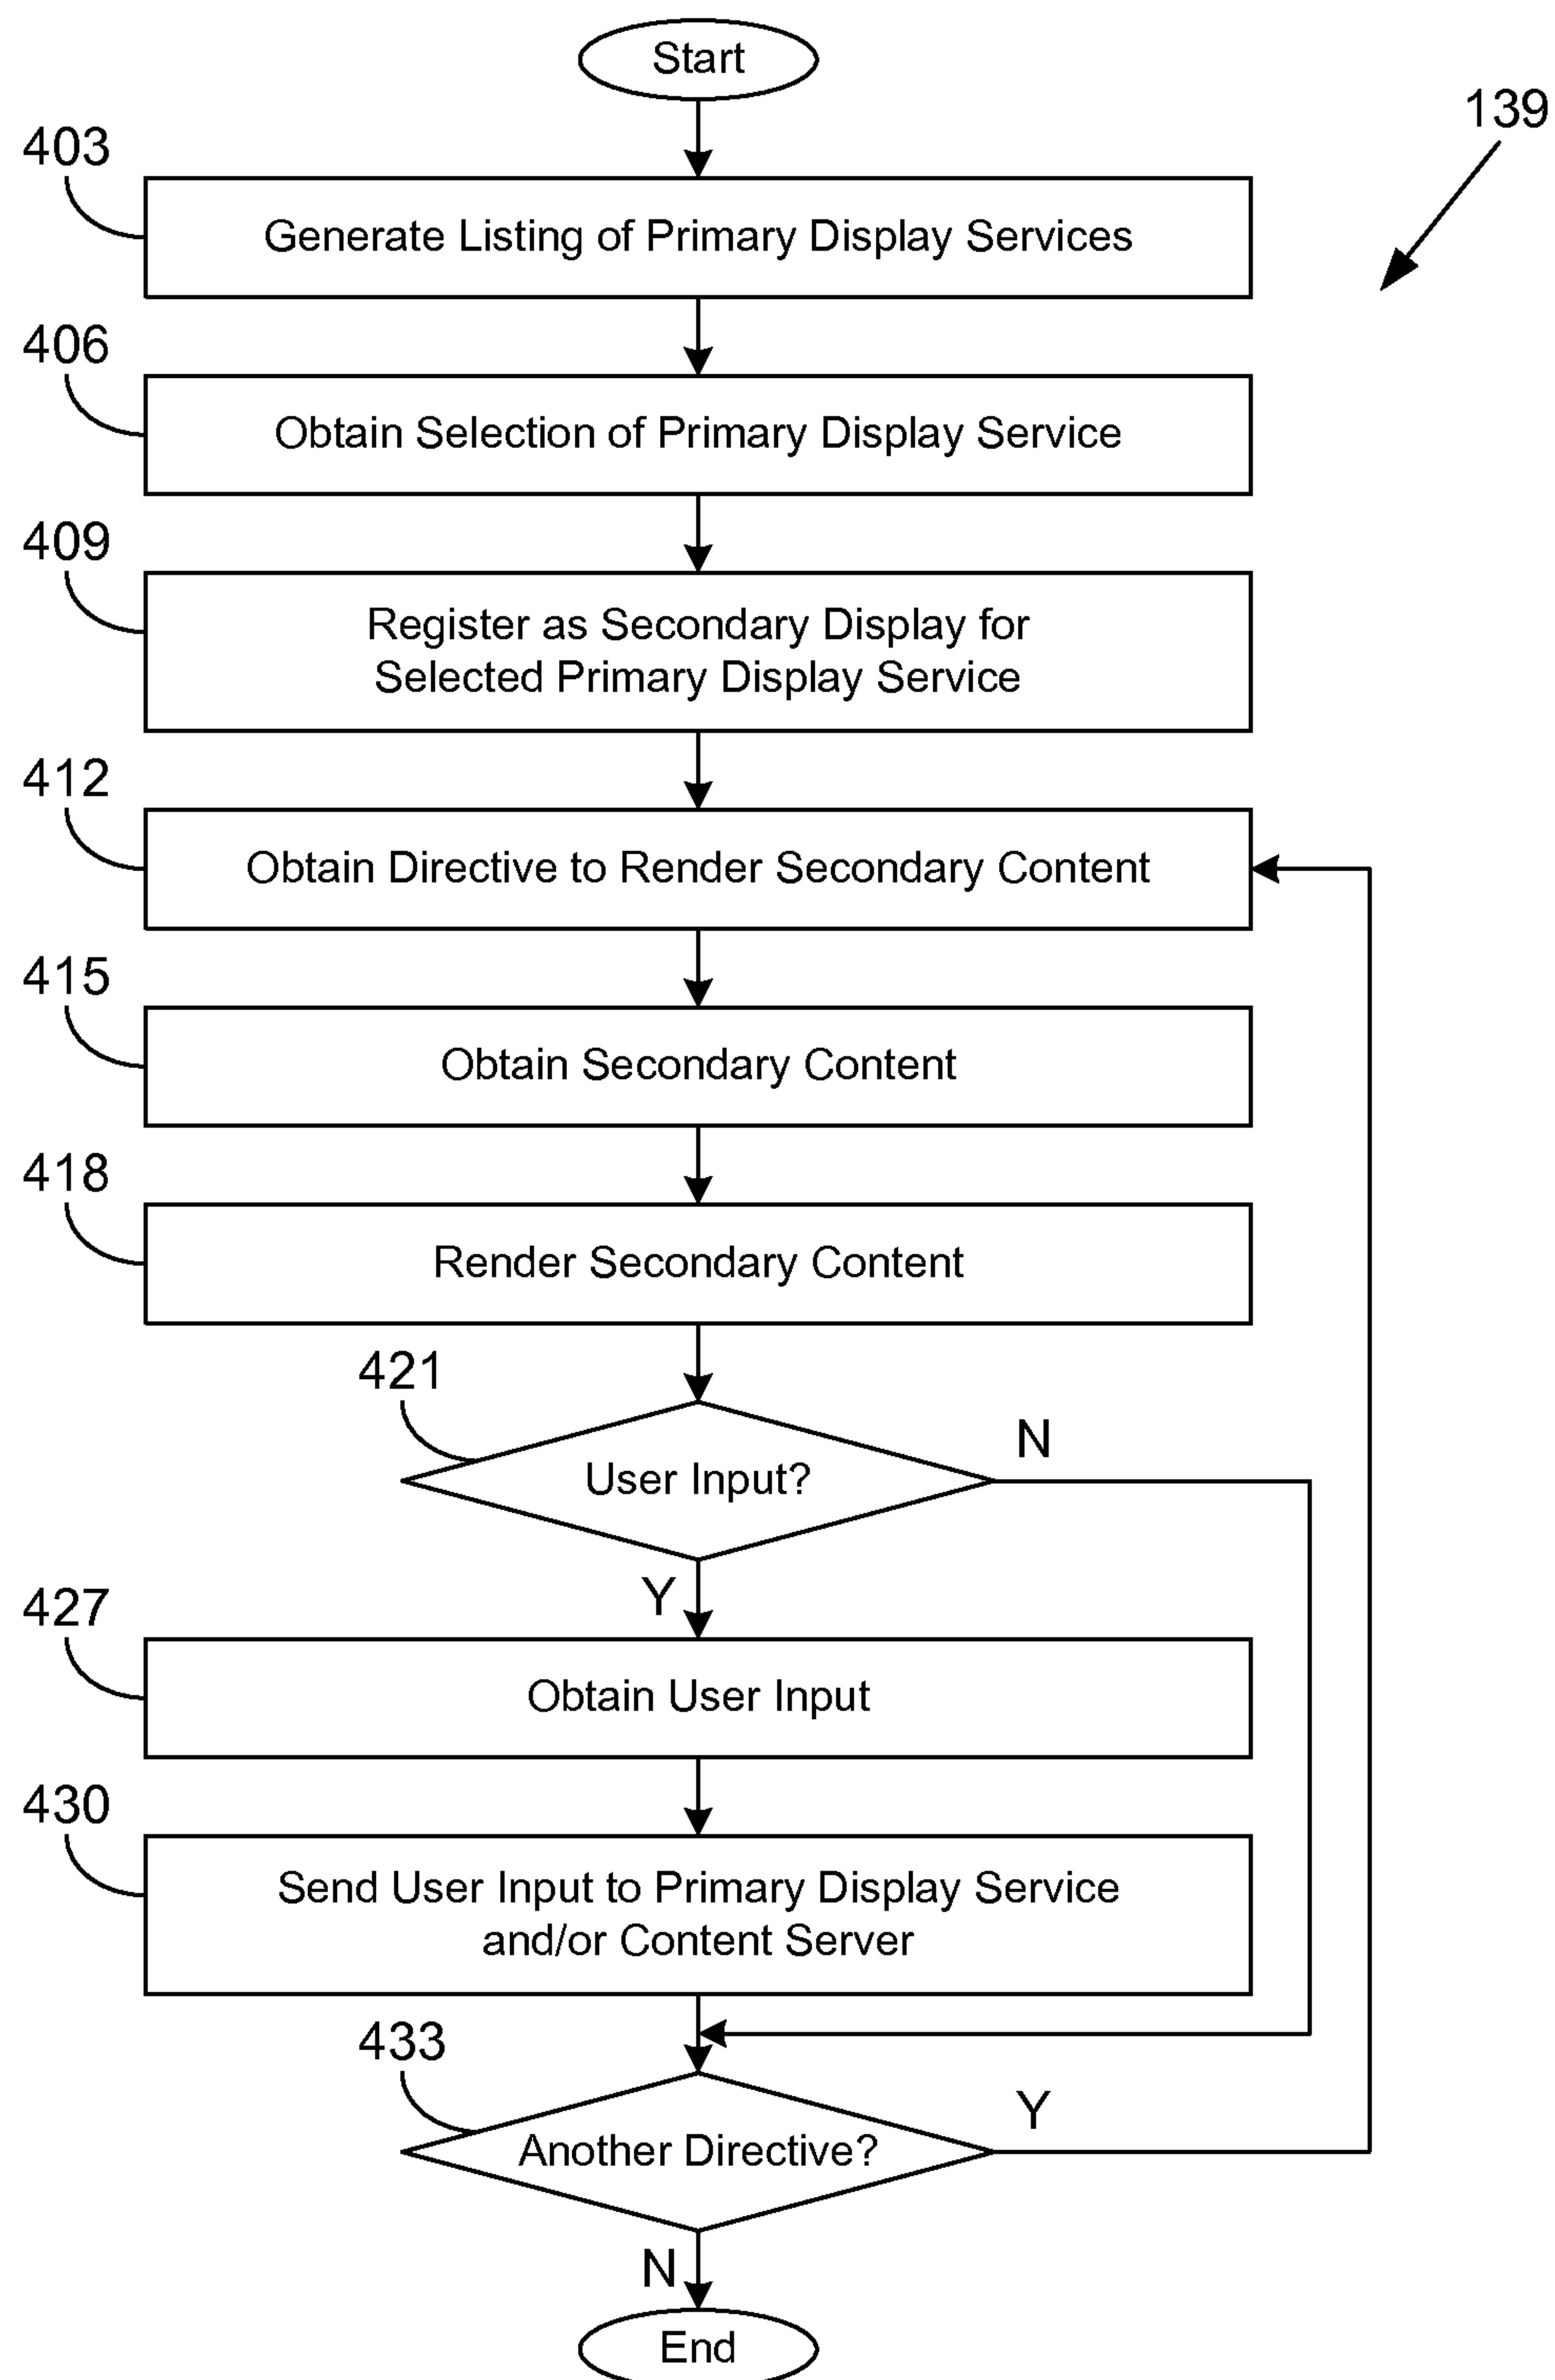 Start
139
403
Generate Listing of Primary Display Services
406
Obtain Selection of Primary Display Service
409
Register as Secondary Display for
Selected Primary Display Service
412
Obtain Directive to Render Secondary Content
415
Obtain Secondary Content
418
Render Secondary Content
421
N
User Input?
Y
427
Obtain User Input
430
Send User Input to Primary Display Service
and/or Content Server
433
Y
Another Directive?
N
End